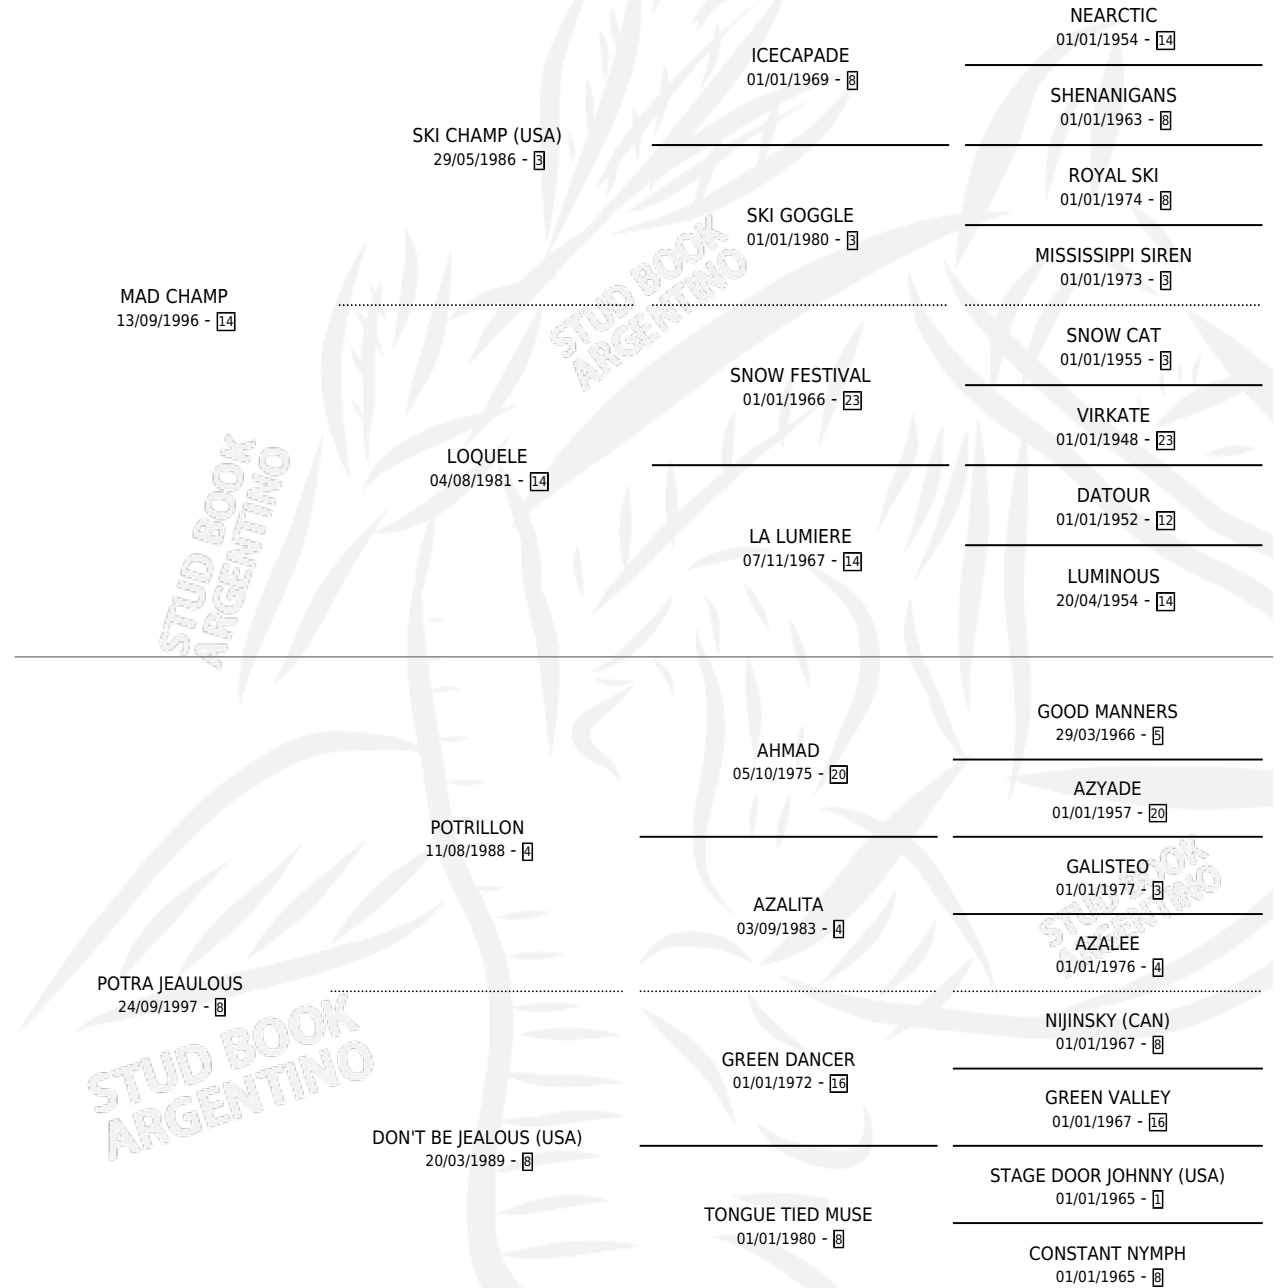 NEARCTIC
01/01/1954 - 14
ICECAPADE
01/01/1969 - 8
SHENANIGANS
01/01/1963 - 8
SKI CHAMP (USA)
29/05/1986 - 3
ROYAL SKI
01/01/1974 - 8
SKI GOGGLE
01/01/1980 - 3
MISSISSIPPI SIREN
01/01/1973 - 3
MAD CHAMP
13/09/1996 - 14
STUD BOOK
ARGENTINO
SNOW CAT
01/01/1955 - 3
SNOW FESTIVAL
01/01/1966 - 23
VIRKATE
01/01/1948 - 23
LOQUELE
04/08/1981 - 14
DATOUR
01/01/1952 - 12
LA LUMIERE
07/11/1967 - 14
LUMINOUS
20/04/1954 - 14
STUD BOOK
ARGENTINO
GOOD MANNERS
29/03/1966 - 5
AHMAD
05/10/1975 - 20
AZYADE
01/01/1957 - 20
POTRILLON
11/08/1988 - 4
GALISTEO
01/01/1977 - 3
AZALITA
03/09/1983 - 4
STUD BOOK
ARGENTINO
AZALEE
01/01/1976 - 4
POTRA JEAULOUS
24/09/1997 - 8
NIJINSKY (CAN)
01/01/1967 - 8
GREEN DANCER
01/01/1972 - 16
GREEN VALLEY
01/01/1967 - 16
STUD BOOK
ARGENTINO
DON'T BE JEALOUS (USA)
20/03/1989 - 8
STAGE DOOR JOHNNY (USA)
01/01/1965 - 1
TONGUE TIED MUSE
01/01/1980 - 8
CONSTANT NYMPH
01/01/1965 - 8